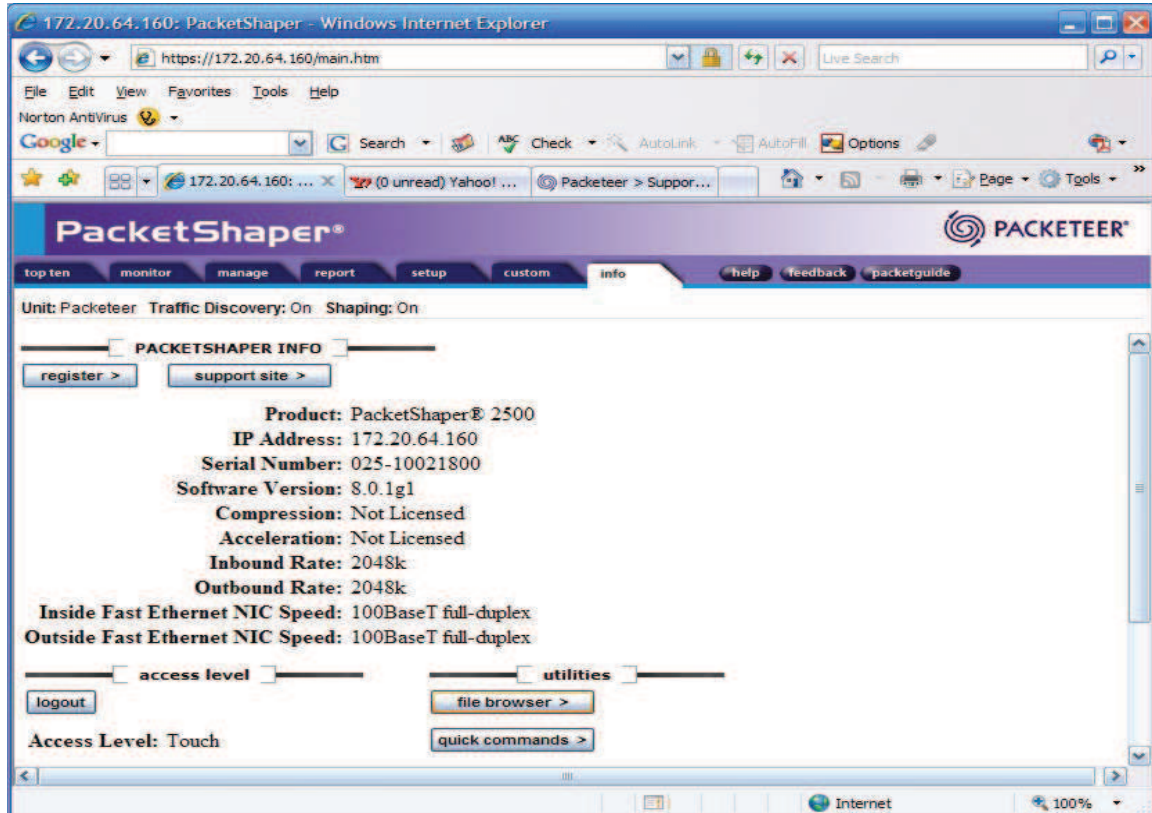 172.20.64.160: PacketShaper - Windows Internet Explorer
https://172.20.64.160/main.htm Live Search
File Edit View Favorites Tools Help
Norton AntiVirus
Google Search ABC Check AutoLink AutoFill Options
172.20.64.160: ... (0 unread) Yahoo! ... Packeteer > Suppor... Page Tools »
PacketShaper® PACKETEER®
top ten monitor manage report setup custom info help feedback packetguide
Unit: Packeteer Traffic Discovery: On Shaping: On
PACKETSHAPER INFO
register > support site >
Product: PacketShaper® 2500
IP Address: 172.20.64.160
Serial Number: 025-10021800
Software Version: 8.0.1g1
Compression: Not Licensed
Acceleration: Not Licensed
Inbound Rate: 2048k
Outbound Rate: 2048k
Inside Fast Ethernet NIC Speed: 100BaseT full-duplex
Outside Fast Ethernet NIC Speed: 100BaseT full-duplex
access level utilities
logout file browser >
Access Level: Touch quick commands >
Internet 100%